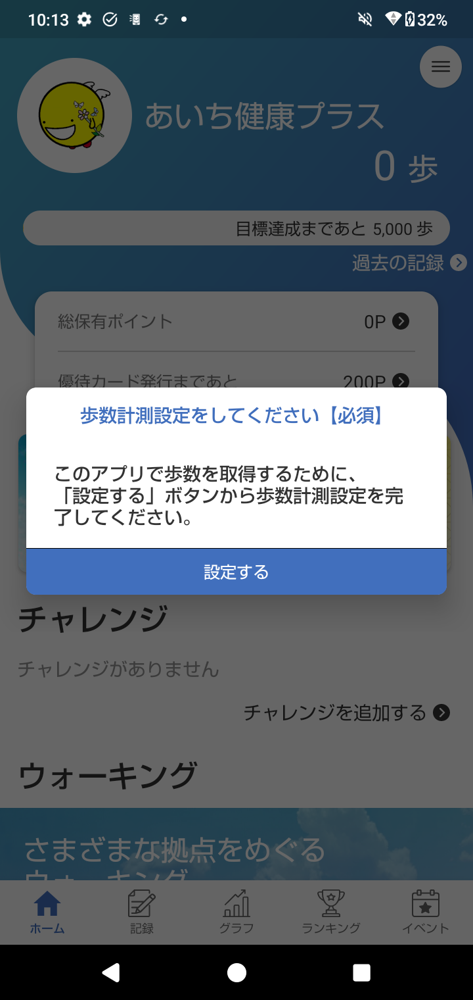 10:13
32%
あいち健康プラス
0 歩
目標達成まであと 5,000 歩
過去の記録
総保有ポイント 0P
優待カード発行まであと 200P
歩数計測設定をしてください【必須】
このアプリで歩数を取得するために、
「設定する」ボタンから歩数計測設定を完
了してください。
設定する
チャレンジ
チャレンジがありません
チャレンジを追加する
ウォーキング
さまざまな拠点をめぐる
ウォーキング
ホーム 記録 グラフ ランキング イベント